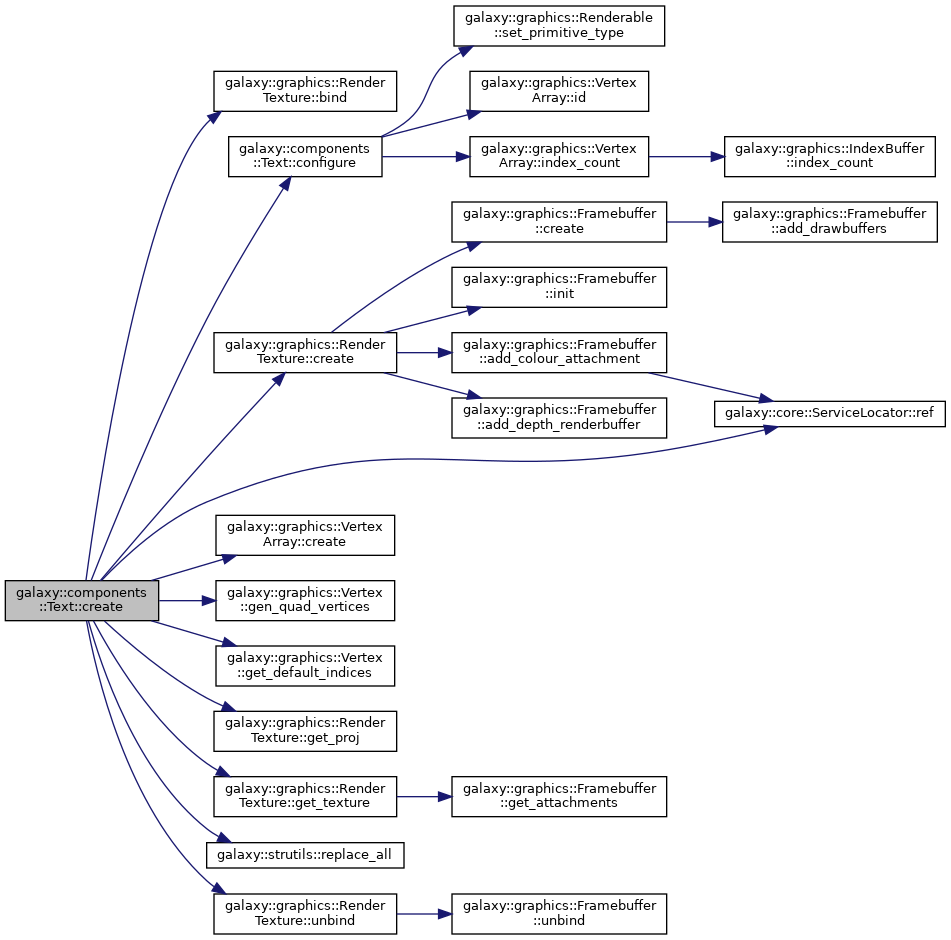 galaxy::graphics::Renderable
::set_primitive_type
galaxy::graphics::Render
Texture::bind
galaxy::graphics::Vertex
Array::id
galaxy::components
::Text::configure
galaxy::graphics::Vertex
Array::index_count
galaxy::graphics::IndexBuffer
::index_count
galaxy::graphics::Framebuffer
::create
galaxy::graphics::Framebuffer
::add_drawbuffers
galaxy::graphics::Framebuffer
::init
galaxy::graphics::Render
Texture::create
galaxy::graphics::Framebuffer
::add_colour_attachment
galaxy::graphics::Framebuffer
::add_depth_renderbuffer
galaxy::core::ServiceLocator::ref
galaxy::graphics::Vertex
Array::create
galaxy::components
::Text::create
galaxy::graphics::Vertex
::gen_quad_vertices
galaxy::graphics::Vertex
::get_default_indices
galaxy::graphics::Render
Texture::get_proj
galaxy::graphics::Render
Texture::get_texture
galaxy::graphics::Framebuffer
::get_attachments
galaxy::strutils::replace_all
galaxy::graphics::Render
Texture::unbind
galaxy::graphics::Framebuffer
::unbind